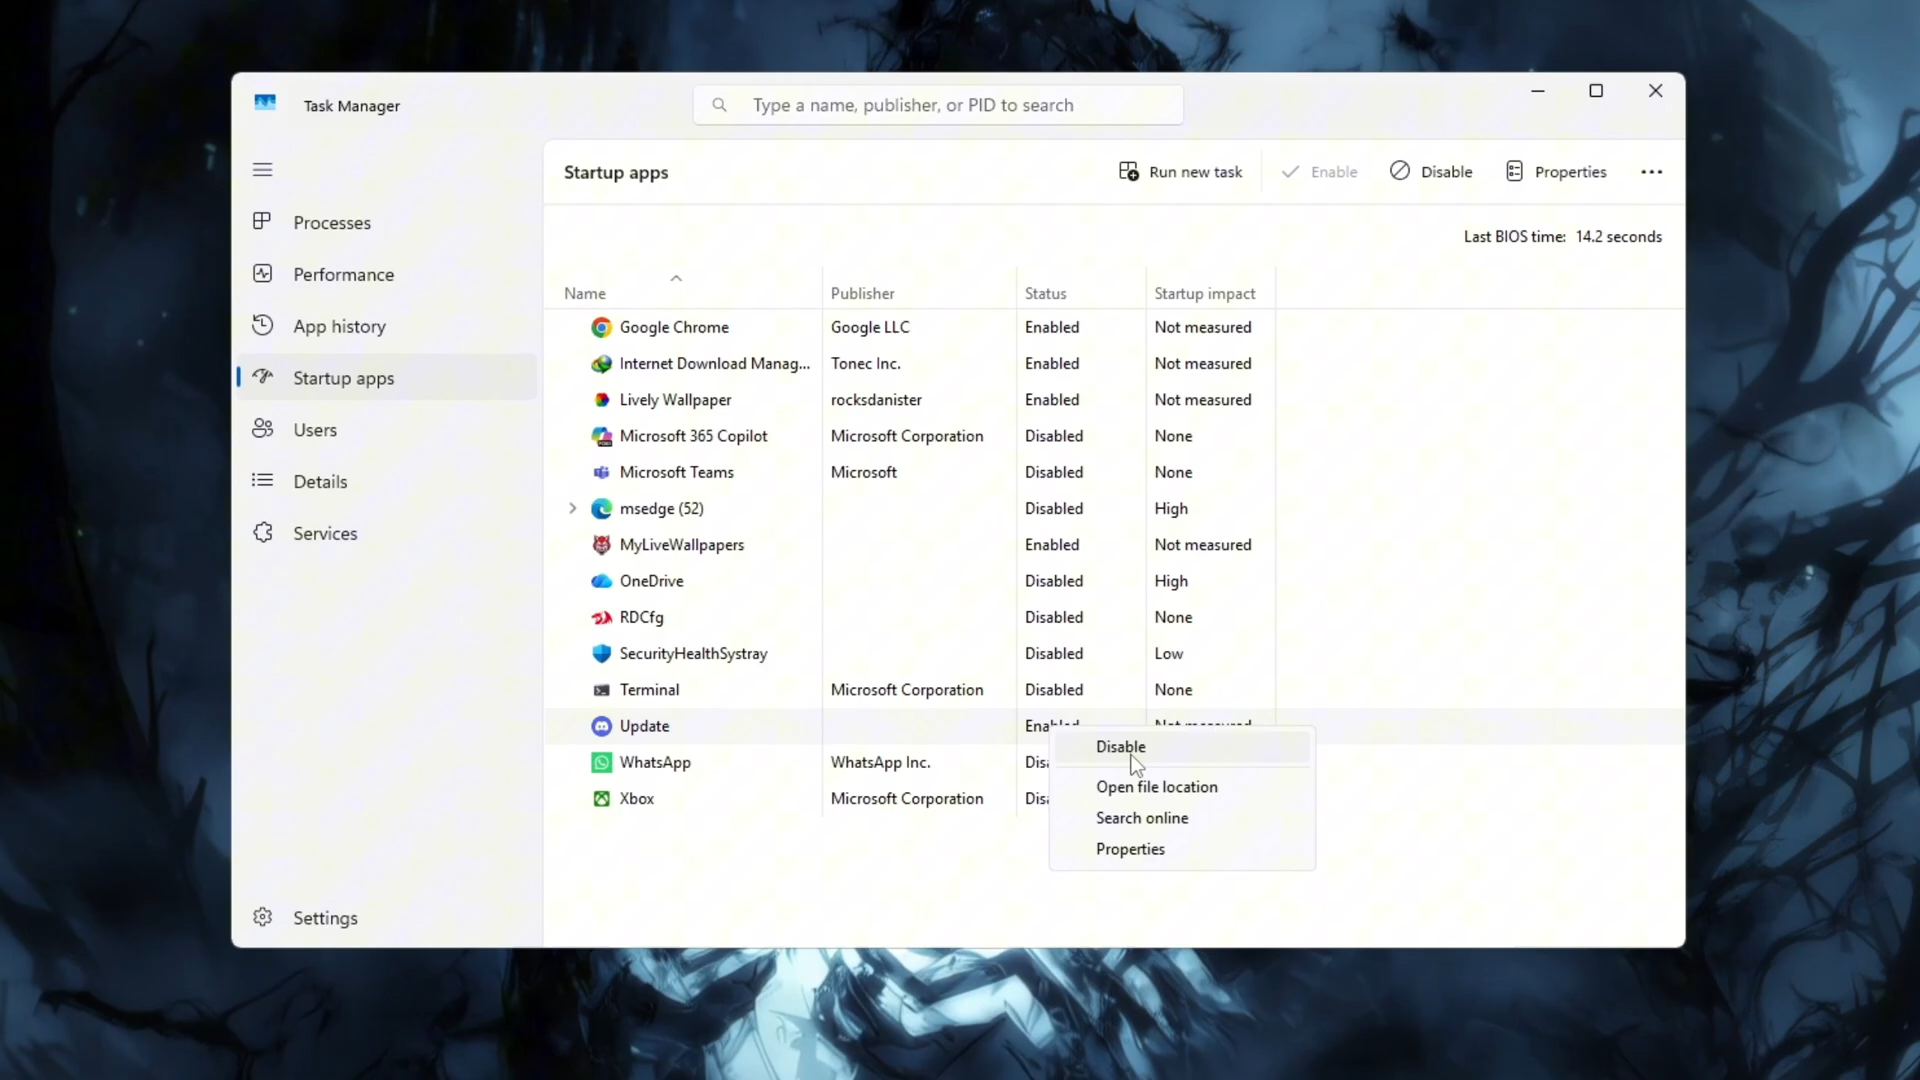 Task Manager
Type a name, publisher, or PID to search
Startup apps
Run new task
Enable
Disable
Properties
Processes
Performance
App history
Startup apps
Users
Details
Services
Settings
Last BIOS time: 14.2 seconds
Name Publisher Status Startup impact
Google Chrome Google LLC Enabled Not measured
Internet Download Manag... Tonec Inc. Enabled Not measured
Lively Wallpaper rocksdanister Enabled Not measured
Microsoft 365 Copilot Microsoft Corporation Disabled None
Microsoft Teams Microsoft Disabled None
msedge (52) Disabled High
MyLiveWallpapers Enabled Not measured
OneDrive Disabled High
RDCfg Disabled None
SecurityHealthSystray Disabled Low
Terminal Microsoft Corporation Disabled None
Update Enabled Not measured
WhatsApp WhatsApp Inc. Disa
Xbox Microsoft Corporation Disa
Disable
Open file location
Search online
Properties